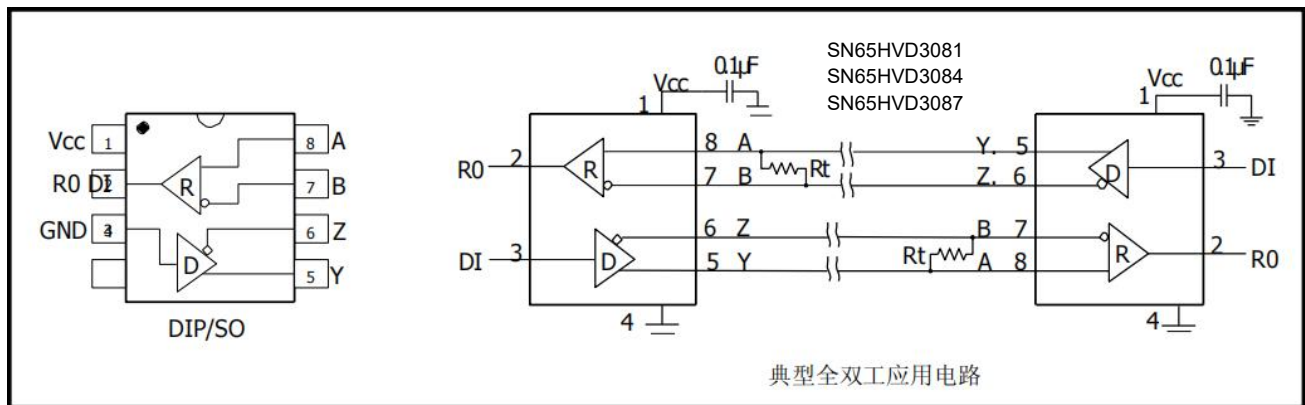 SN65HVD3081
SN65HVD3084
SN65HVD3087
Vcc 1
8 A
R
R0 DI 2
7 B
GND 3 4
6 Z
D
5 Y
DIP/SO
Vcc 0.1µF
1
R0 2
R
8 A
7 B
Rt
DI 3
D
6 Z
5 Y
4
Vcc 0.1µF
1
Y. 5
Z. 6
D
3 DI
B 7
Rt
A 8
R
2 R0
4
典型全双工应用电路